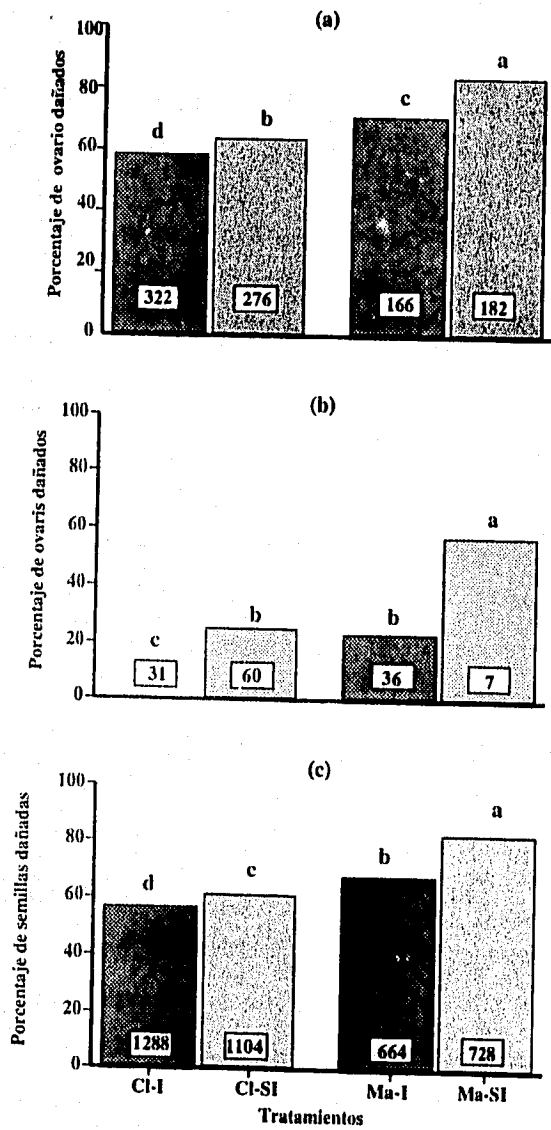 (a)
Porcentaje de ovario dañados
100
80
60
40
20
0
d
b
c
a
322
276
166
182
(b)
Porcentaje de ovaris dañados
100
80
60
40
20
0
c
b
b
a
31
60
36
7
(c)
Porcentaje de semillas dañadas
100
80
60
40
20
0
d
c
b
a
1288
1104
664
728
Cl-I
Cl-SI
Ma-I
Ma-SI
Tratamientos